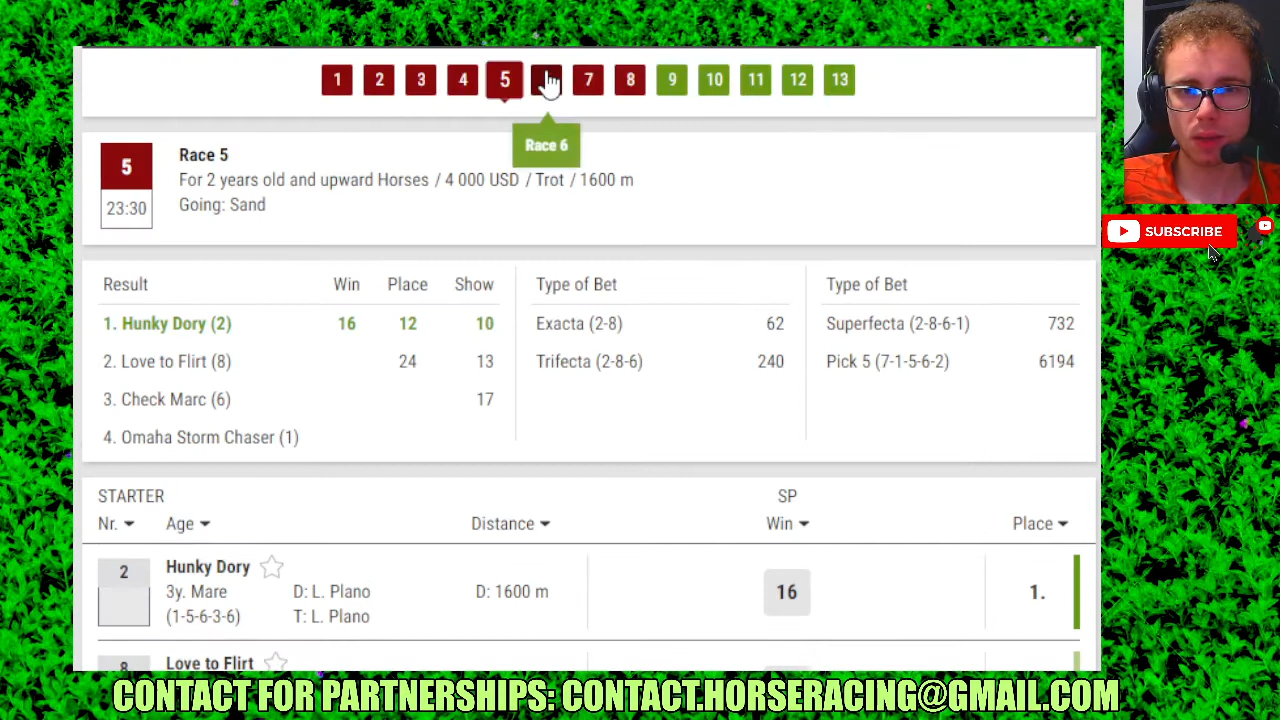 1 2 3 4 5 7 8 9 10 11 12 13
Race 6
5
23:30
Race 5
For 2 years old and upward Horses / 4 000 USD / Trot / 1600 m
Going: Sand
SUBSCRIBE
Result Win Place Show
1. Hunky Dory (2) 16 12 10
2. Love to Flirt (8) 24 13
3. Check Marc (6) 17
4. Omaha Storm Chaser (1)
Type of Bet
Exacta (2-8) 62
Trifecta (2-8-6) 240
Type of Bet
Superfecta (2-8-6-1) 732
Pick 5 (7-1-5-6-2) 6194
STARTER SP
Nr. Age Distance Win Place
2 Hunky Dory
3y. Mare D: L. Plano D: 1600 m 16 1.
(1-5-6-3-6) T: L. Plano
8 Love to Flirt
CONTACT FOR PARTNERSHIPS: CONTACT.HORSERACING@GMAIL.COM